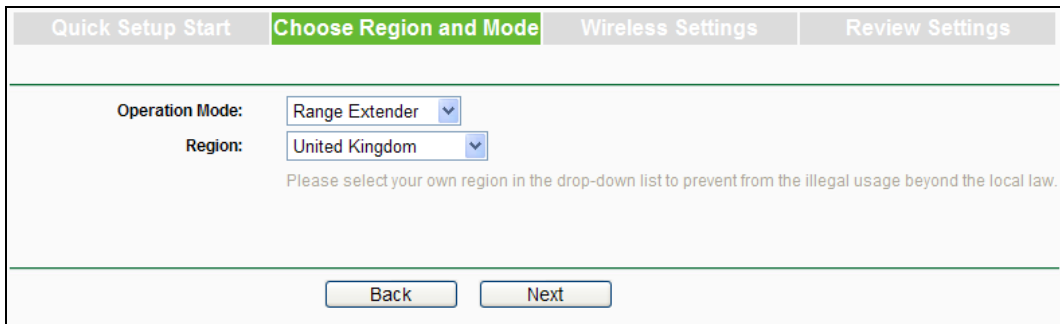 Quick Setup Start Choose Region and Mode Wireless Settings Review Settings
Operation Mode: Range Extender
Region: United Kingdom
Please select your own region in the drop-down list to prevent from the illegal usage beyond the local law.
Back Next